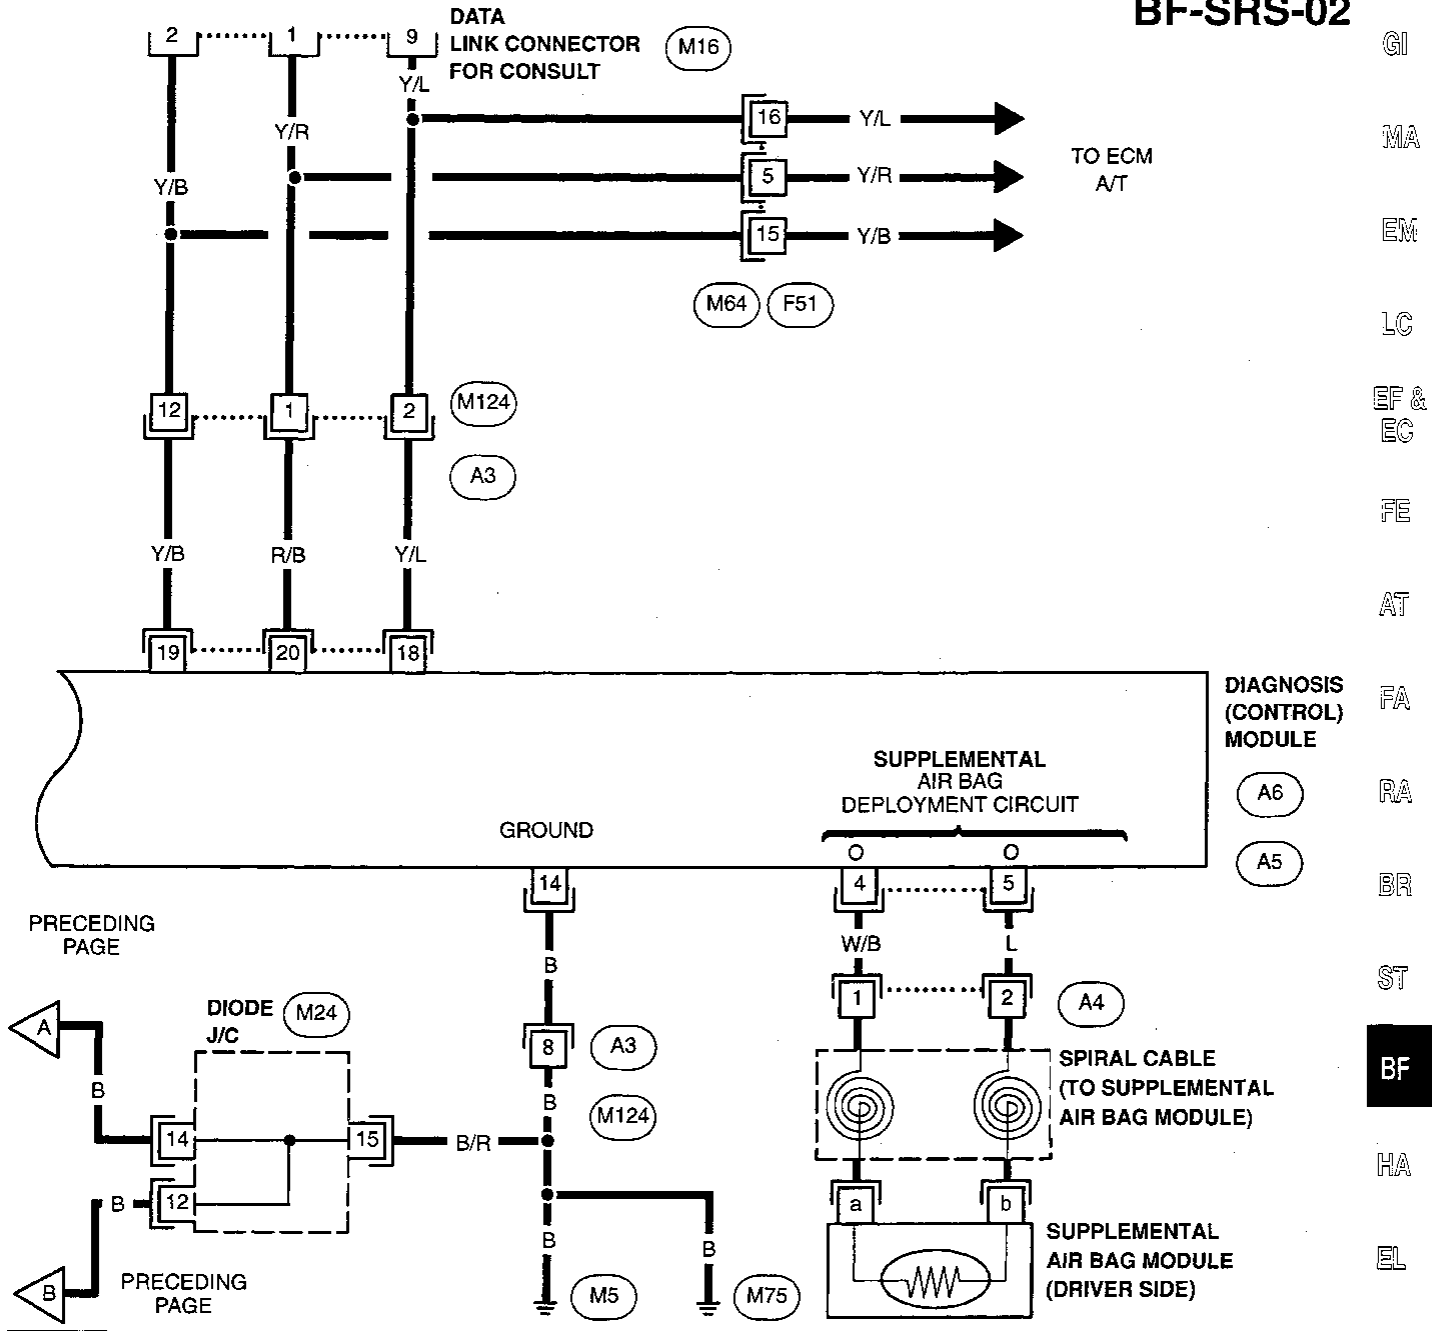 BF-SRS-02
2 1 9
DATA
LINK CONNECTOR
FOR CONSULT
M16
GI
Y/L
16 Y/L
Y/R
MA
TO ECM
A/T
5 Y/R
Y/B
15 Y/B
EM
M64 F51
LC
12 1 2
M124
EF &
EC
A3
FE
Y/B R/B Y/L
AT
19 20 18
DIAGNOSIS
(CONTROL)
MODULE
FA
SUPPLEMENTAL
AIR BAG
DEPLOYMENT CIRCUIT
A6
RA
GROUND
O O
A5
14 4 5
BR
PRECEDING
PAGE
B W/B L
ST
A
DIODE
J/C
M24
1 2
A4
8
A3
BF
SPIRAL CABLE
(TO SUPPLEMENTAL
AIR BAG MODULE)
B
B
M124
14 15 B/R
HA
B 12
a b
SUPPLEMENTAL
AIR BAG MODULE
(DRIVER SIDE)
B B
EL
B
PRECEDING
PAGE
M5 M75